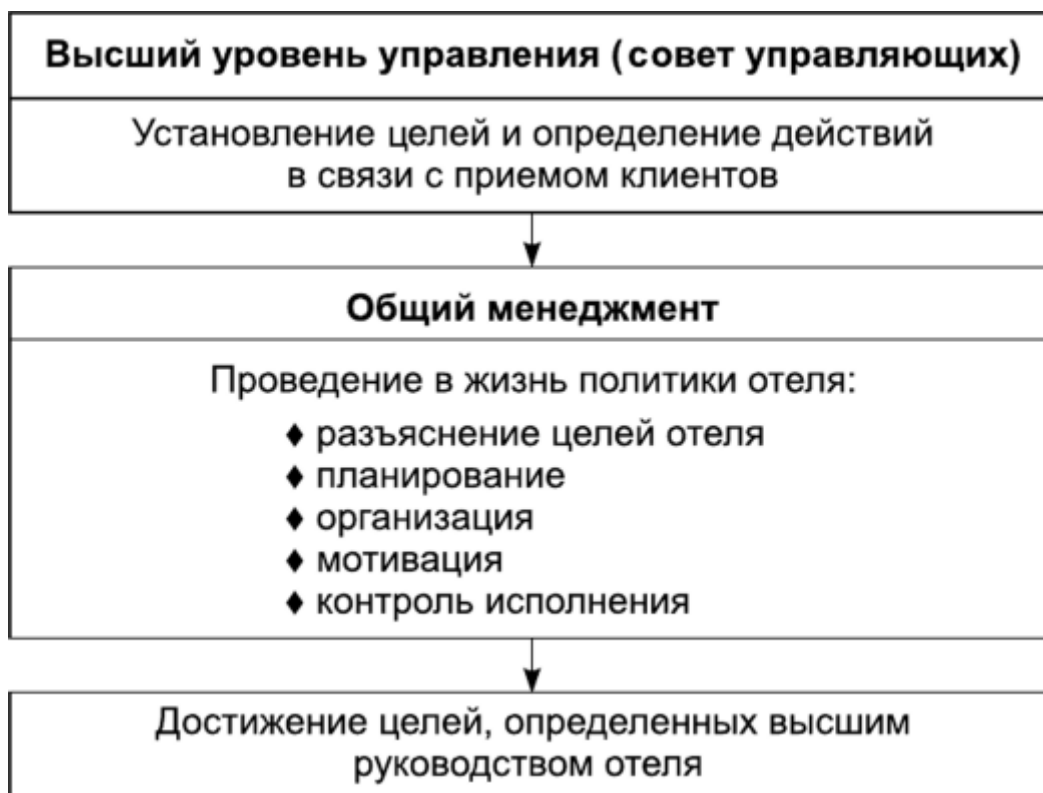 Высший уровень управления (совет управляющих)
Установление целей и определение действий
в связи с приемом клиентов
Общий менеджмент
Проведение в жизнь политики отеля:
♦ разъяснение целей отеля
♦ планирование
♦ организация
♦ мотивация
♦ контроль исполнения
Достижение целей, определенных высшим
руководством отеля